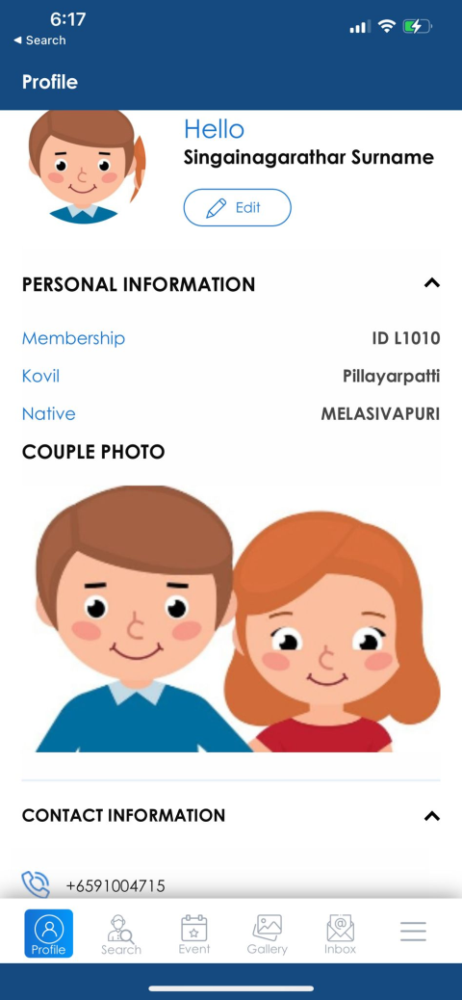 6:17
◀ Search
Profile
Hello
Singainagarathar Surname
Edit
PERSONAL INFORMATION
Membership ID L1010
Kovil Pillayarpatti
Native MELASIVAPURI
COUPLE PHOTO
CONTACT INFORMATION
+6591004715
Profile Search Event Gallery Inbox